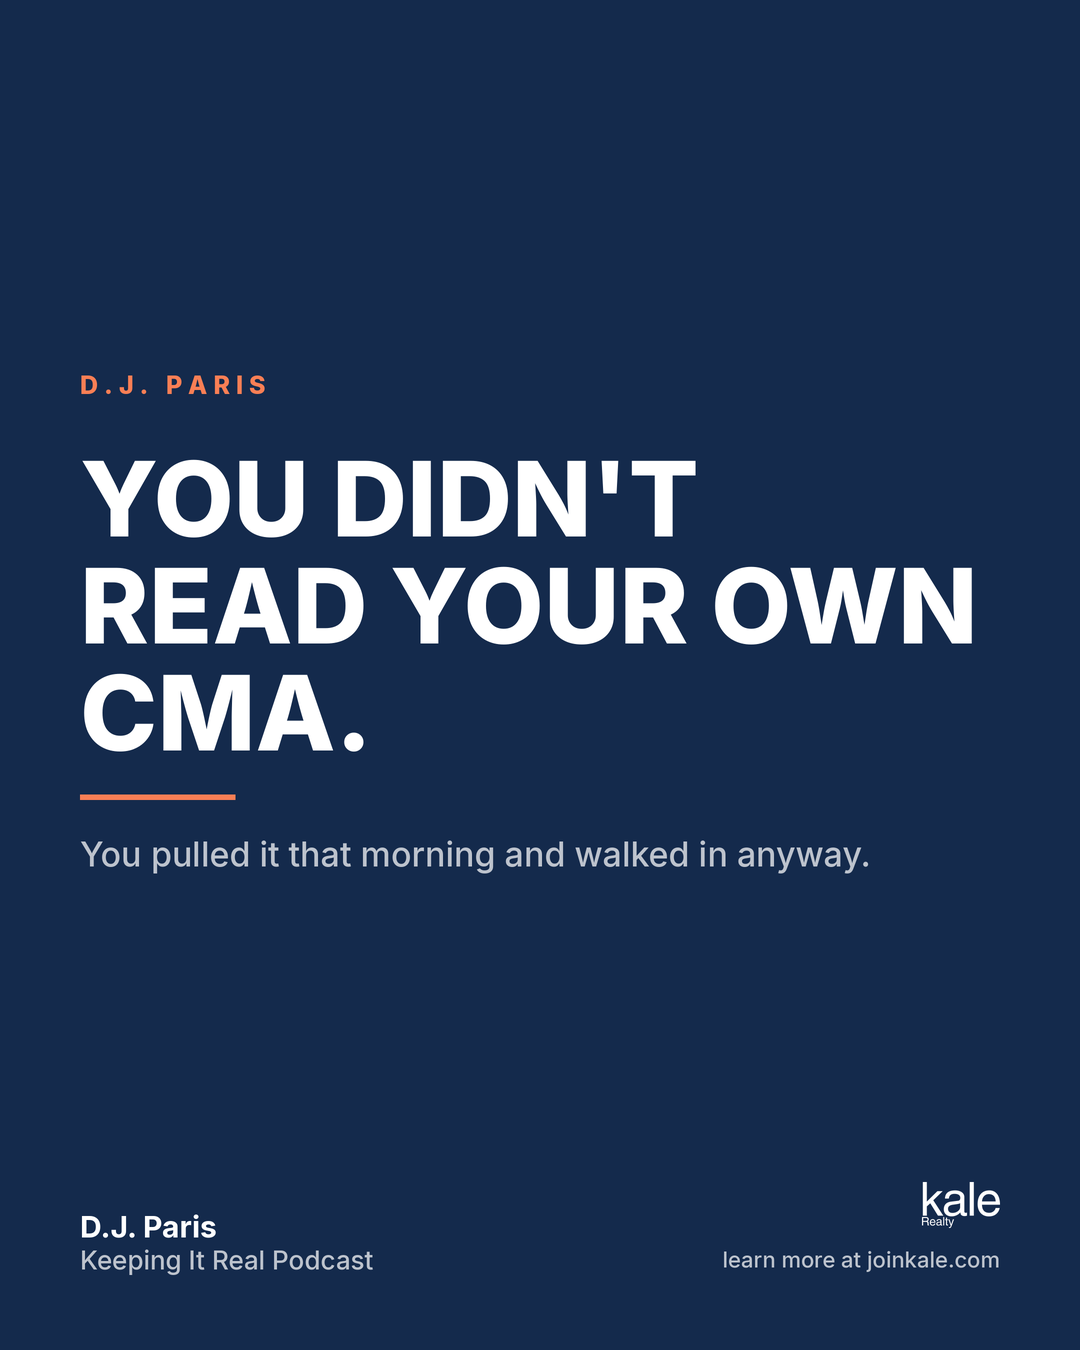 D.J. PARIS
YOU DIDN'T
READ YOUR OWN
CMA.
You pulled it that morning and walked in anyway.
D.J. Paris
Keeping It Real Podcast
kale
Realty
learn more at joinkale.com